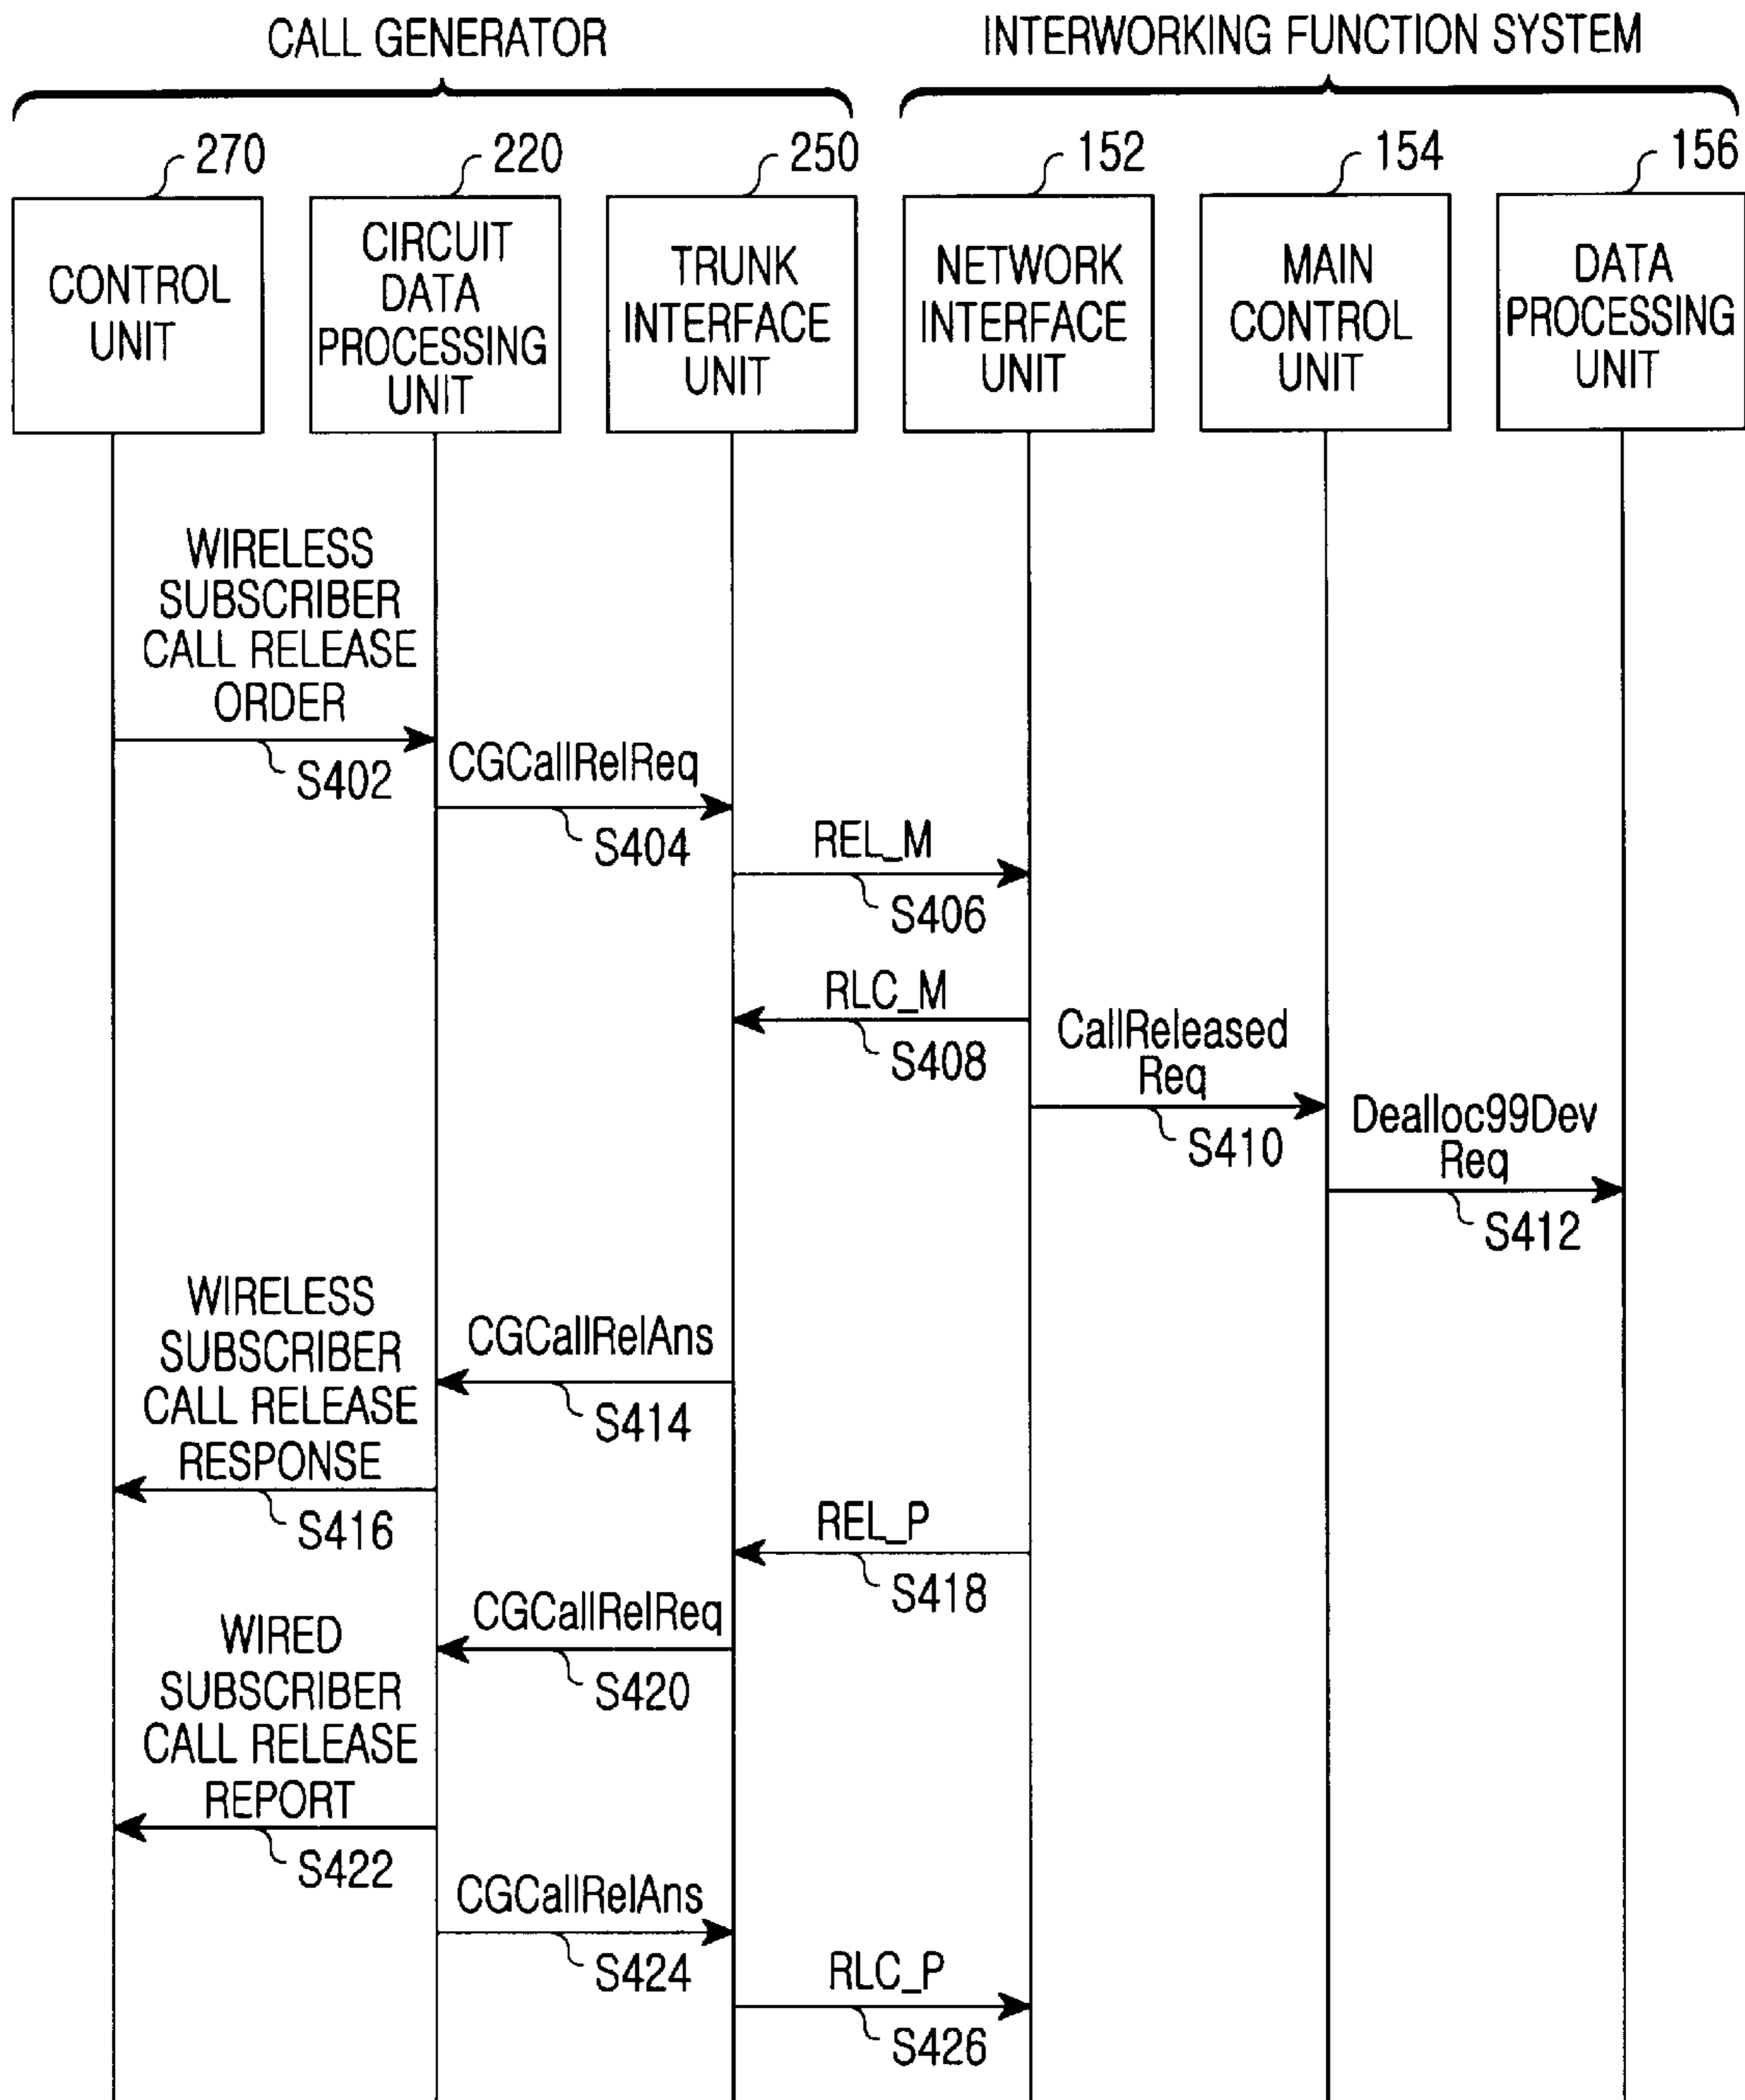 CALL GENERATOR
INTERWORKING FUNCTION SYSTEM
270
220
250
152
154
156
CONTROL
UNIT
CIRCUIT
DATA
PROCESSING
UNIT
TRUNK
INTERFACE
UNIT
NETWORK
INTERFACE
UNIT
MAIN
CONTROL
UNIT
DATA
PROCESSING
UNIT
WIRELESS
SUBSCRIBER
CALL RELEASE
ORDER
S402
CGCallRelReq
S404
REL_M
S406
RLC_M
S408
CallReleased
Req
S410
Dealloc99Dev
Req
S412
CGCallRelAns
S414
WIRELESS
SUBSCRIBER
CALL RELEASE
RESPONSE
S416
REL_P
S418
CGCallRelReq
S420
WIRED
SUBSCRIBER
CALL RELEASE
REPORT
S422
CGCallRelAns
S424
RLC_P
S426